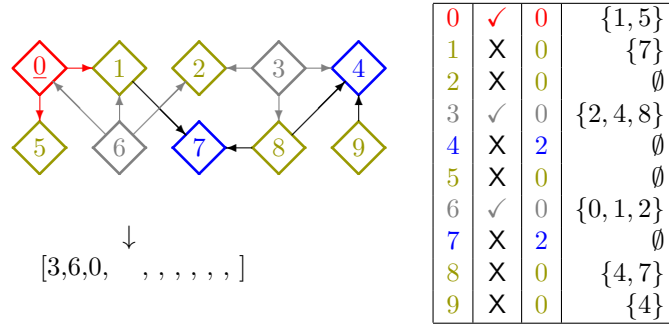 0 1 2 3 4
5 6 7 8 9
↓
[3,6,0, , , , , , , ]
0 ✓ 0 {1, 5}
1 X 0 {7}
2 X 0 ∅
3 ✓ 0 {2, 4, 8}
4 X 2 ∅
5 X 0 ∅
6 ✓ 0 {0, 1, 2}
7 X 2 ∅
8 X 0 {4, 7}
9 X 0 {4}